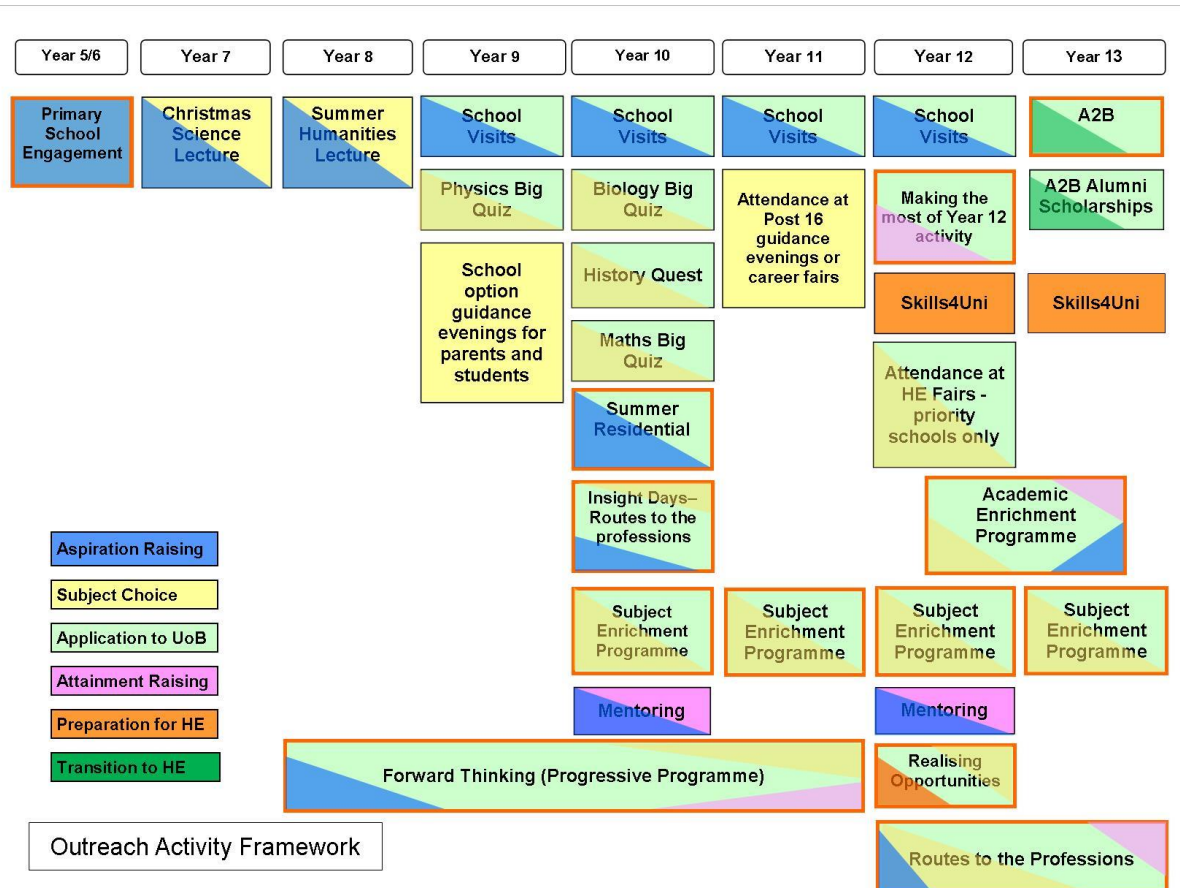 Year 5/6
Year 7
Year 8
Year 9
Year 10
Year 11
Year 12
Year 13
Primary
School
Engagement
Christmas
Science
Lecture
Summer
Humanities
Lecture
School
Visits
School
Visits
School
Visits
School
Visits
A2B
Physics Big
Quiz
Biology Big
Quiz
Attendance at
Post 16
guidance
evenings or
career fairs
Making the
most of Year 12
activity
A2B Alumni
Scholarships
School
option
guidance
evenings for
parents and
students
History Quest
Skills4Uni
Skills4Uni
Maths Big
Quiz
Attendance at
HE Fairs -
priority
schools only
Summer
Residential
Insight Days–
Routes to the
professions
Academic
Enrichment
Programme
Aspiration Raising
Subject Choice
Application to UoB
Attainment Raising
Preparation for HE
Transition to HE
Subject
Enrichment
Programme
Subject
Enrichment
Programme
Subject
Enrichment
Programme
Subject
Enrichment
Programme
Mentoring
Mentoring
Forward Thinking (Progressive Programme)
Realising
Opportunities
Outreach Activity Framework
Routes to the Professions